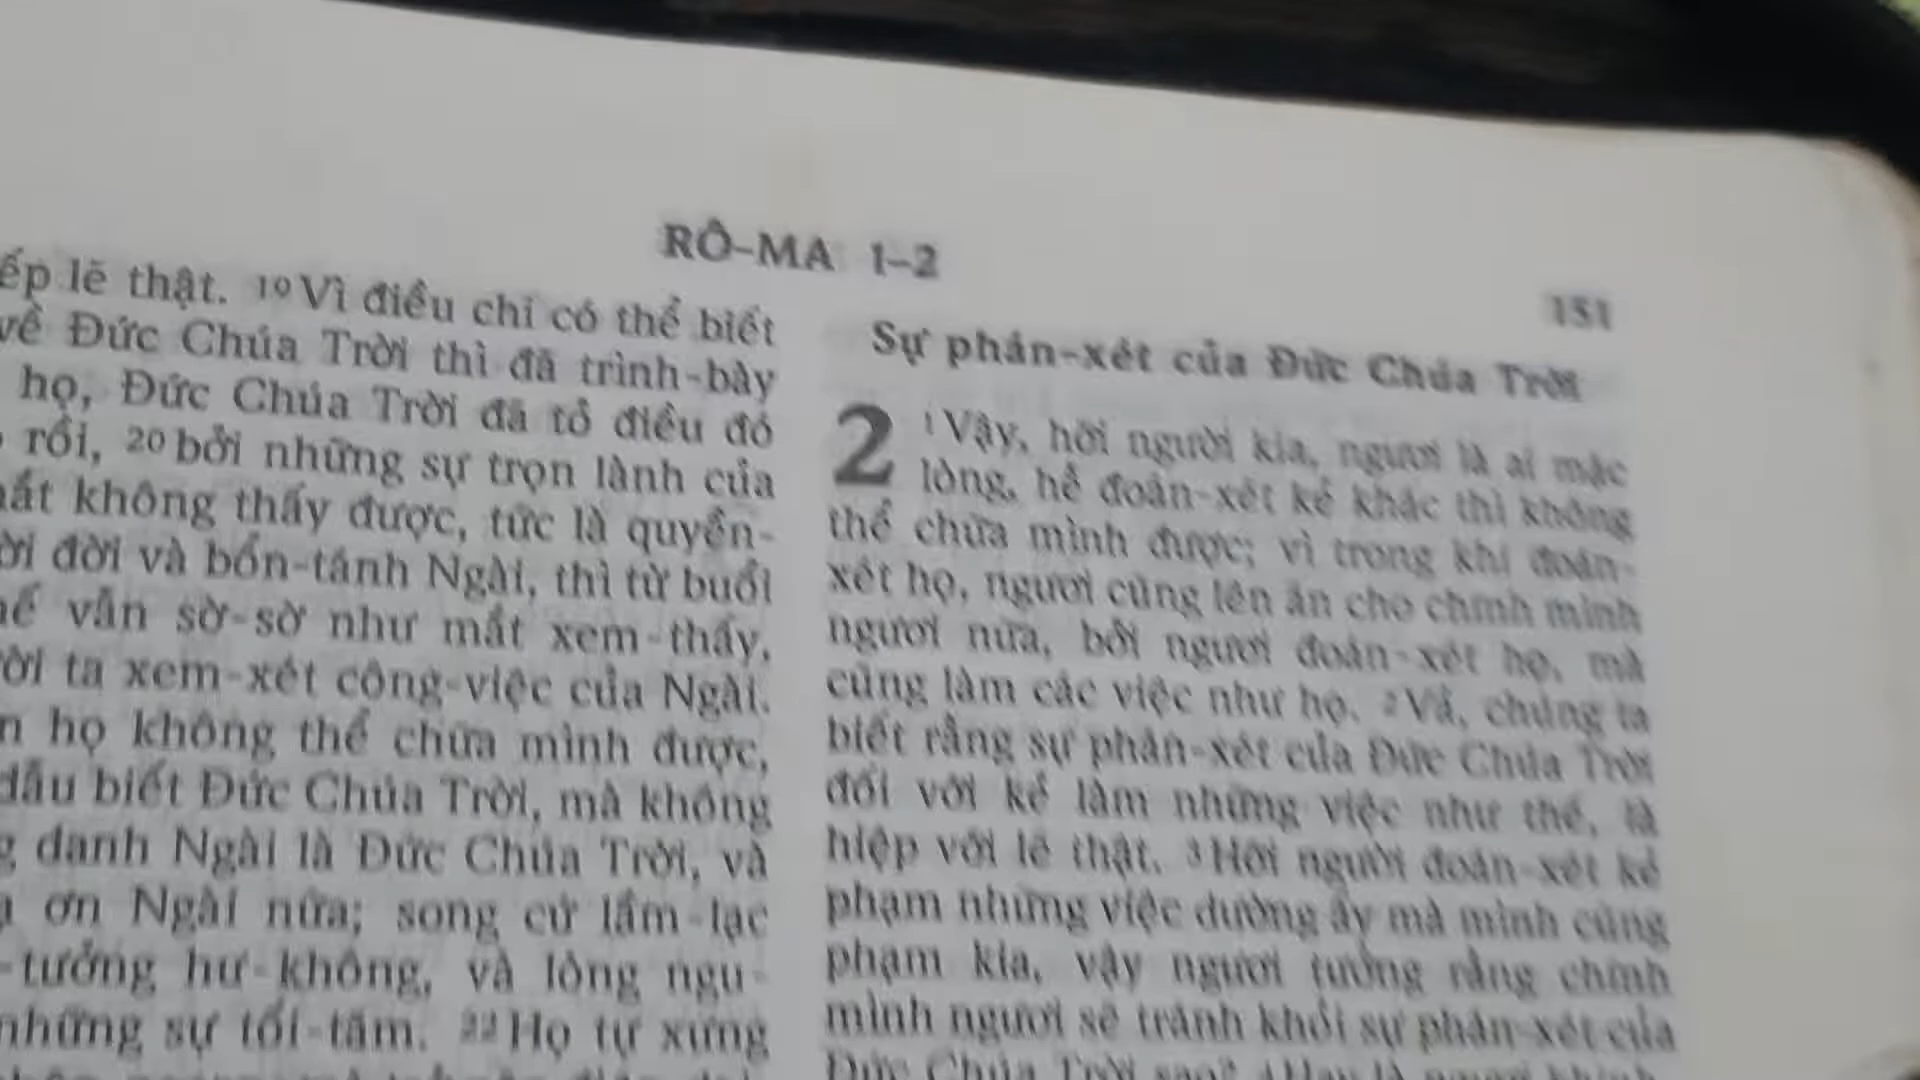 RÔ-MA 1–2
151
ếp lẽ thật. 19 Vì điều chi có thể biết
về Đức Chúa Trời thì đã trình-bày
họ, Đức Chúa Trời đã tỏ điều đó
rồi, 20 bởi những sự trọn lành của
ắt không thấy được, tức là quyền-
ời đời và bổn-tánh Ngài, thì từ buổi
ế vẫn sờ-sờ như mắt xem-thấy,
ời ta xem-xét công-việc của Ngài.
n họ không thể chữa mình được,
dẫu biết Đức Chúa Trời, mà không
g danh Ngài là Đức Chúa Trời, và
ơn Ngài nữa; song cứ lầm-lạc
-tưởng hư-không, và lòng ngu-
những sự tối-tăm. 22 Họ tự xưng
Sự phán-xét của Đức Chúa Trời
2 1 Vậy, hỡi người kia, ngươi là ai mặc
lòng, hễ đoán-xét kẻ khác thì không
thể chữa mình được; vì trong khi đoán-
xét họ, ngươi cũng lên án cho chính mình
ngươi nữa, bởi ngươi đoán-xét họ, mà
cũng làm các việc như họ. 2 Vả, chúng ta
biết rằng sự phán-xét của Đức Chúa Trời
đối với kẻ làm những việc như thế, là
hiệp với lẽ thật. 3 Hỡi người đoán-xét kẻ
phạm những việc dường ấy mà mình cũng
phạm kia, vậy ngươi tưởng rằng chính
mình ngươi sẽ tránh khỏi sự phán-xét của
Đức Chúa Trời sao? 4 Hay là ngươi